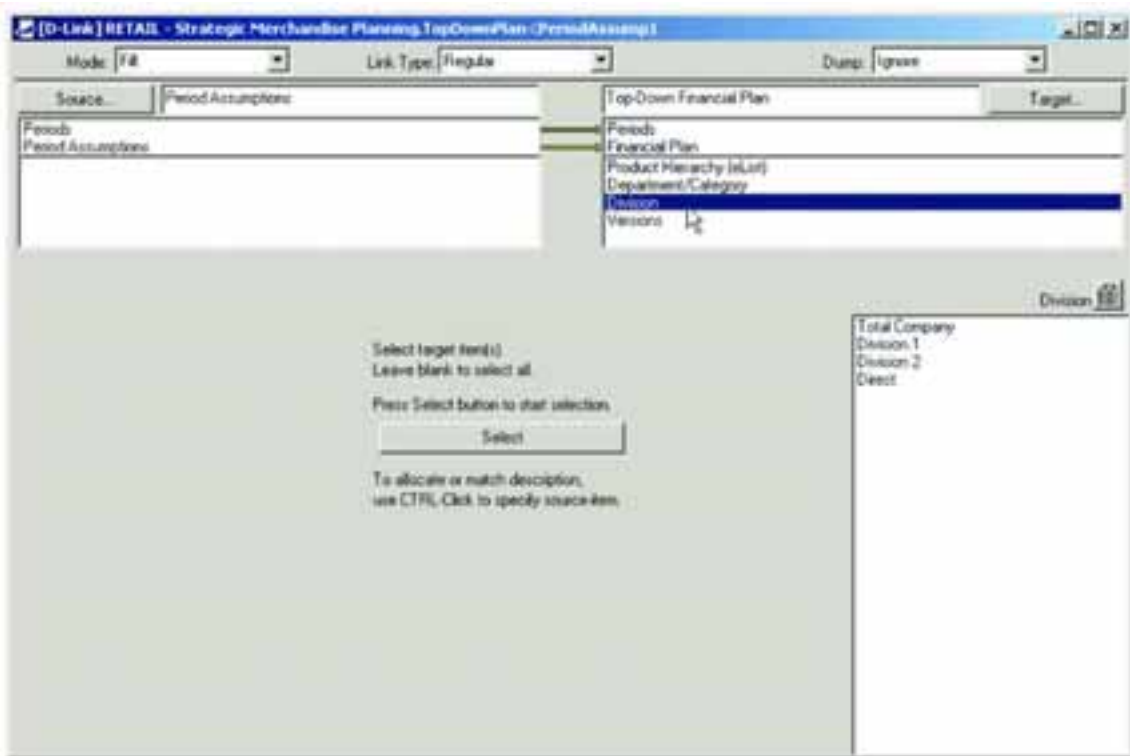 [D-Link] RETAIL - Strategic Merchandise Planning.TopDownPlan <PeriodAssump1
Mode: Fill Link Type: Regular Dump: Ignore
Source... Period Assumptions Top-Down Financial Plan Target...
Periods Periods
Period Assumptions Financial Plan
Product Hierarchy (eList)
Department/Category
Division
Versions
Division
Total Company
Division 1
Division 2
Direct
Select target item(s)
Leave blank to select all.
Press Select button to start selection.
Select
To allocate or match description,
use CTRL-Click to specify source-item.